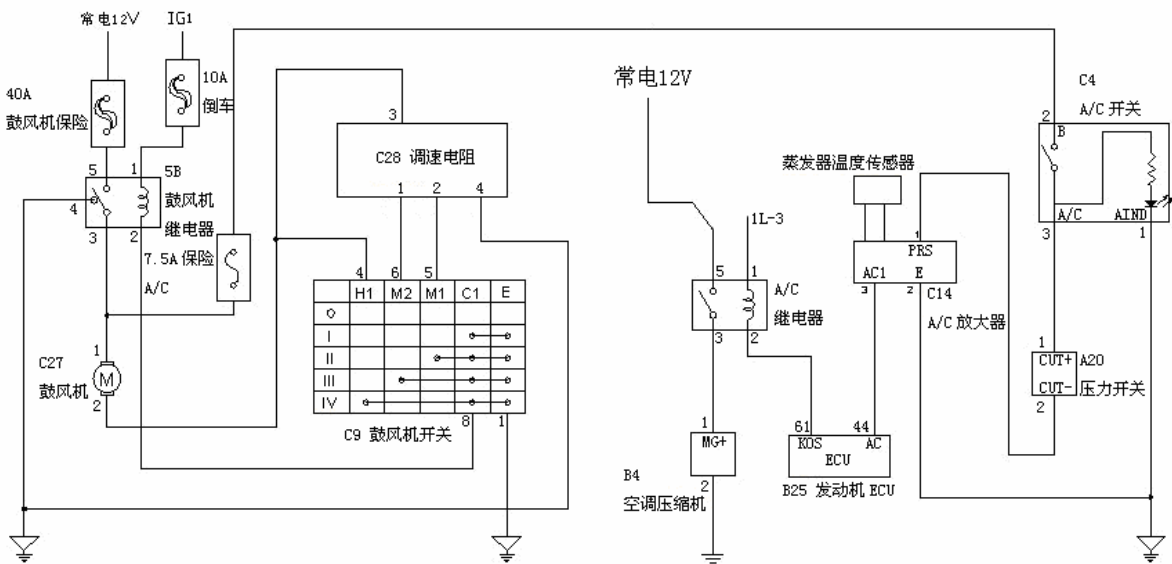 常电12V
IG1
40A
鼓风机保险
10A
倒车
5
1
5B
4
鼓风机
继电器
3
2
7.5A 保险
A/C
C27
鼓风机
1
M
2
3
C28 调速电阻
1
2
4
4
6
5
H1
M2
M1
C1
E
O
I
II
III
IV
8
1
C9 鼓风机开关
常电12V
1L-3
5
1
A/C
继电器
3
2
1
MG+
2
B4
空调压缩机
蒸发器温度传感器
1
PRS
AC1
E
3
2
C14
A/C 放大器
61
44
KOS
AC
ECU
B25 发动机 ECU
C4
A/C 开关
2
B
A/C
AIND
3
1
1
CUT+
A20
CUT-
压力开关
2